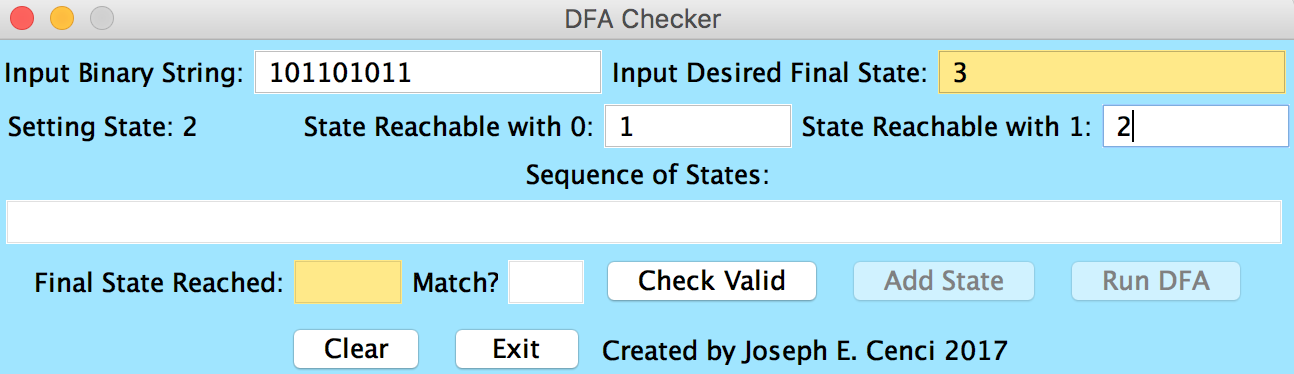 DFA Checker
Input Binary String: 101101011 Input Desired Final State: 3
Setting State: 2 State Reachable with 0: 1 State Reachable with 1: 2
Sequence of States:
Final State Reached: Match? Check Valid Add State Run DFA
Clear Exit Created by Joseph E. Cenci 2017